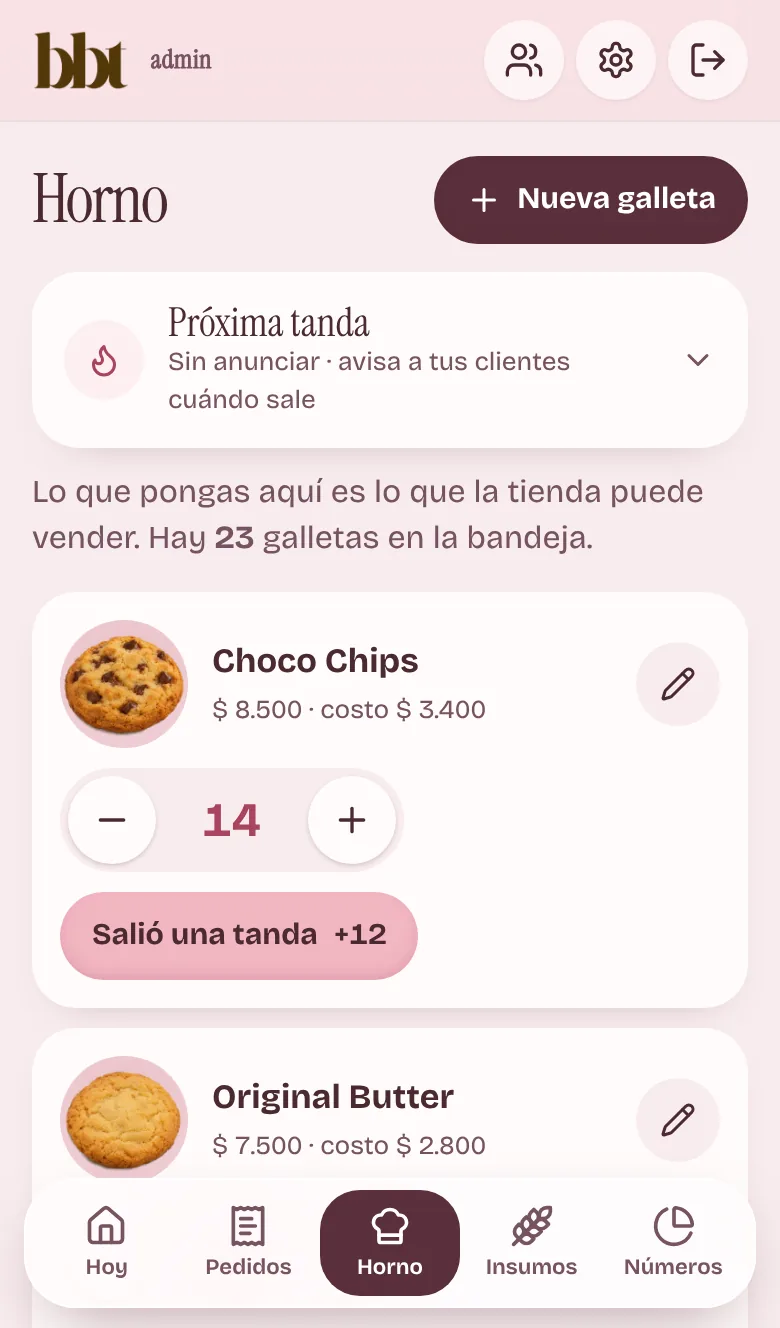 bbt admin
Horno
Nueva galleta
Próxima tanda
Sin anunciar · avisa a tus clientes
cuándo sale
Lo que pongas aquí es lo que la tienda puede
vender. Hay 23 galletas en la bandeja.
Choco Chips
$ 8.500 · costo $ 3.400
14
Salió una tanda +12
Original Butter
$ 7.500 · costo $ 2.800
Hoy Pedidos Horno Insumos Números